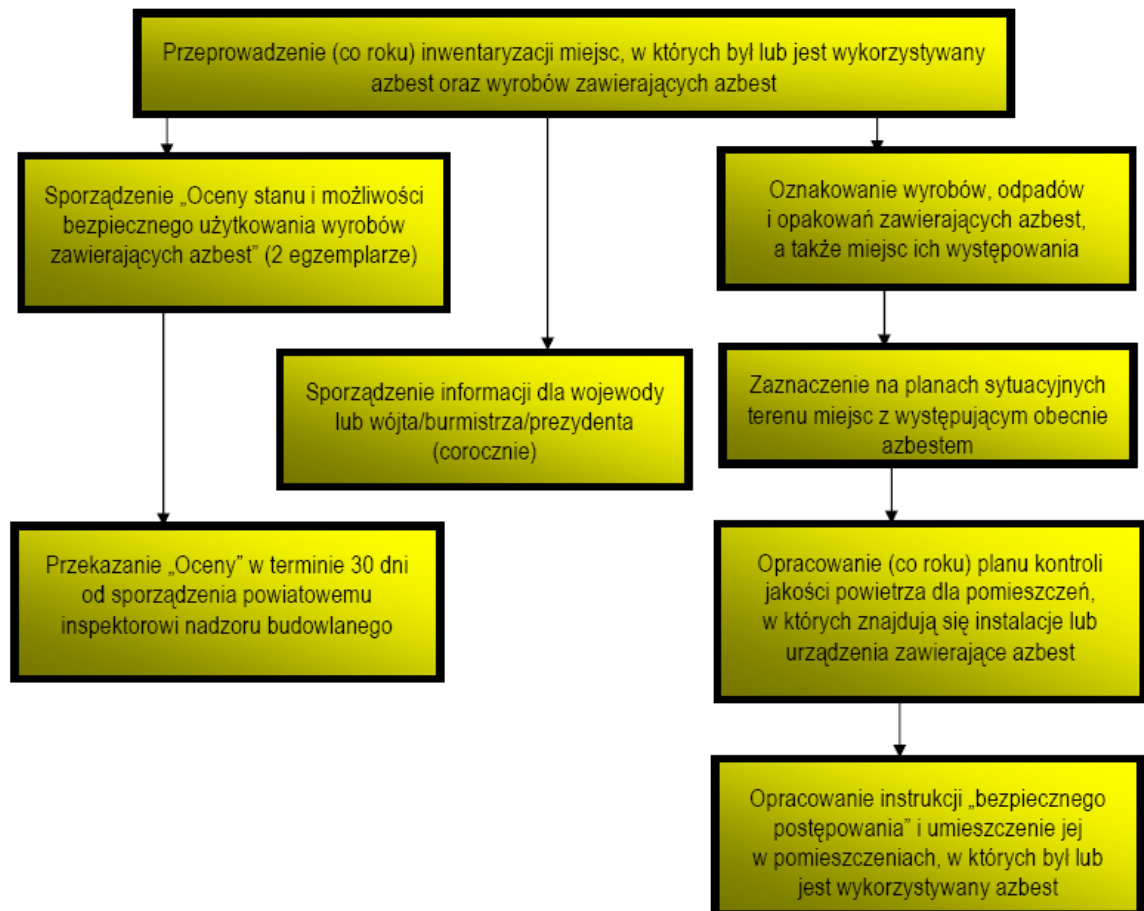 Przeprowadzenie (co roku) inwentaryzacji miejsc, w których był lub jest wykorzystywany
azbest oraz wyrobów zawierających azbest
Sporządzenie „Oceny stanu i możliwości
bezpiecznego użytkowania wyrobów
zawierających azbest” (2 egzemplarze)
Oznakowanie wyrobów, odpadów
i opakowań zawierających azbest,
a także miejsc ich występowania
Sporządzenie informacji dla wojewody
lub wójta/burmistrza/prezydenta
(corocznie)
Zaznaczenie na planach sytuacyjnych
terenu miejsc z występującym obecnie
azbestem
Przekazanie „Oceny” w terminie 30 dni
od sporządzenia powiatowemu
inspektorowi nadzoru budowlanego
Opracowanie (co roku) planu kontroli
jakości powietrza dla pomieszczeń,
w których znajdują się instalacje lub
urządzenia zawierające azbest
Opracowanie instrukcji „bezpiecznego
postępowania” i umieszczenie jej
w pomieszczeniach, w których był lub
jest wykorzystywany azbest